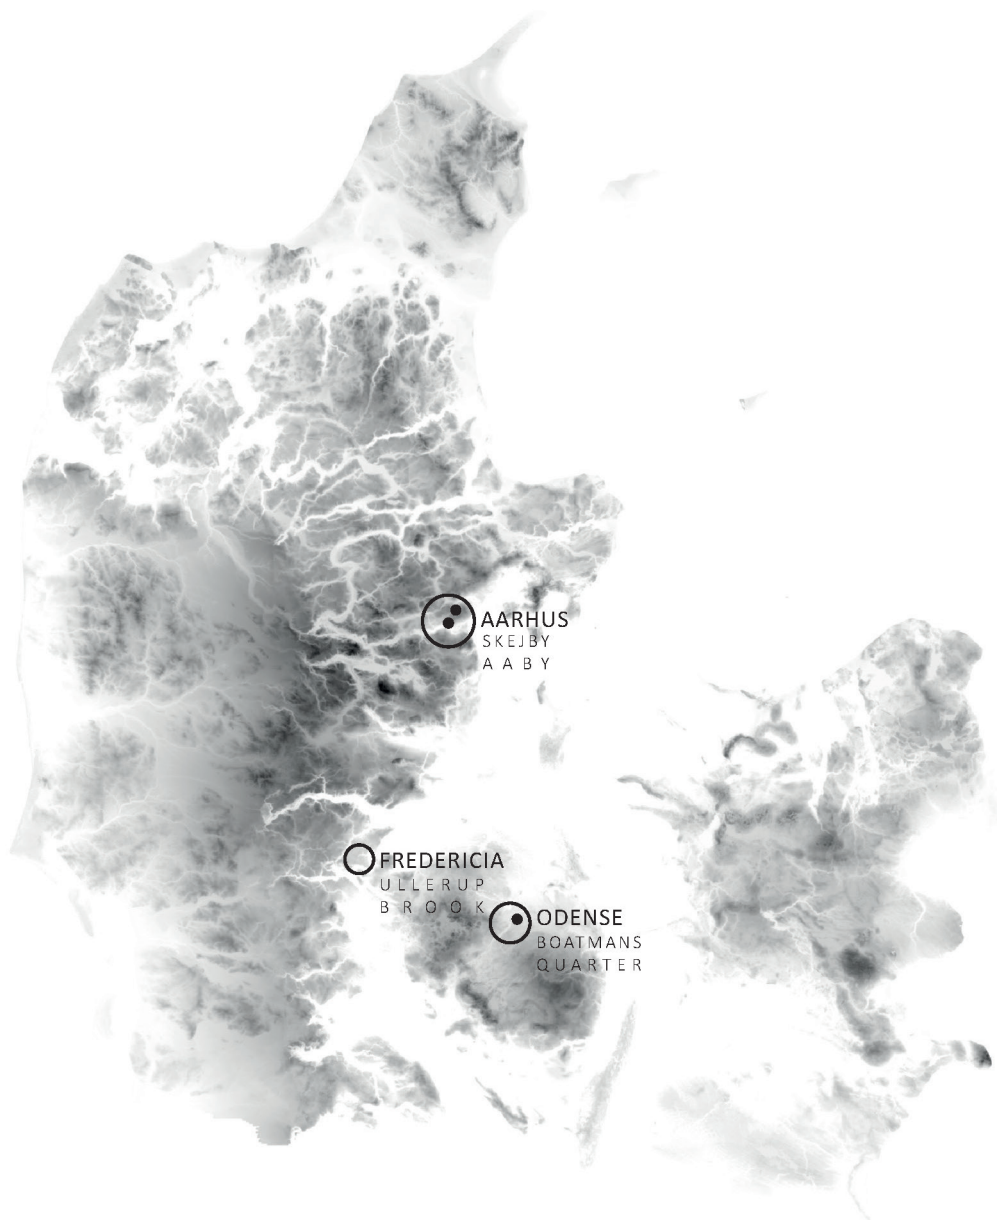 AARHUS
SKEJBY
AABY
FREDERICIA
ULLERUP
BROOK
ODENSE
BOATMANS
QUARTER